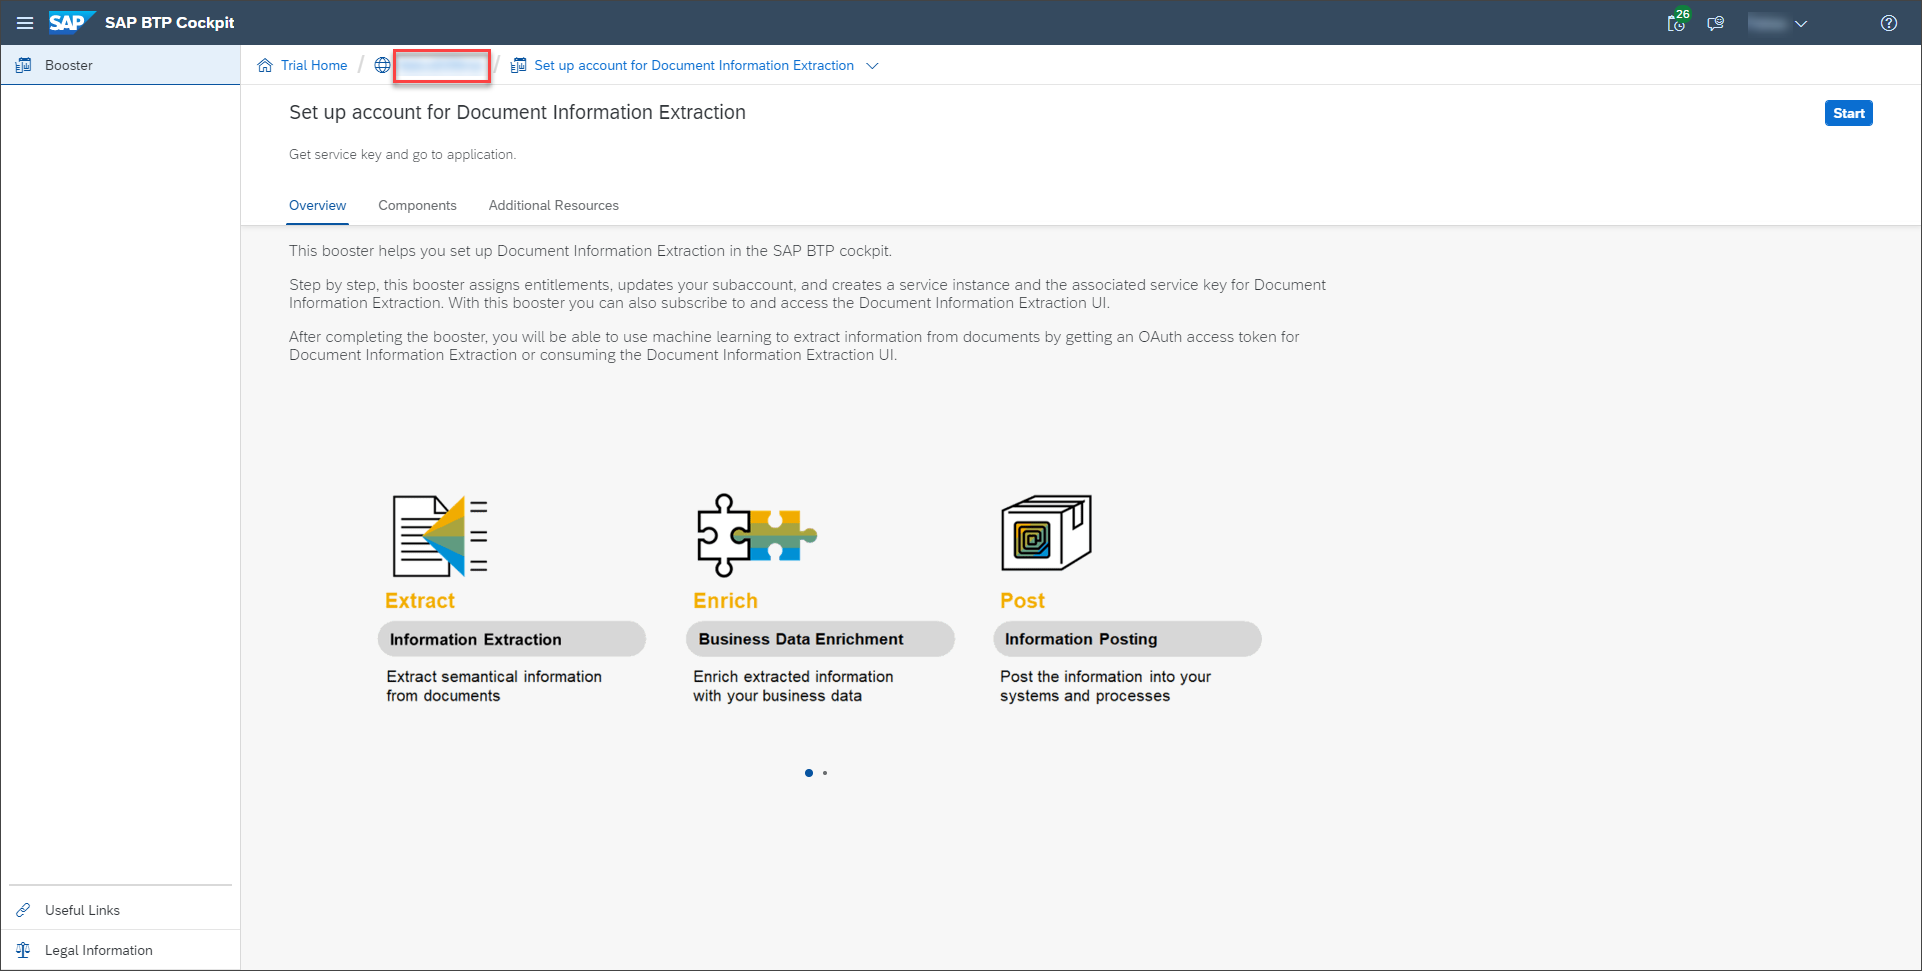 SAP SAP BTP Cockpit
26
Booster
Trial Home / / Set up account for Document Information Extraction
Set up account for Document Information Extraction
Start
Get service key and go to application.
Overview Components Additional Resources
This booster helps you set up Document Information Extraction in the SAP BTP cockpit.
Step by step, this booster assigns entitlements, updates your subaccount, and creates a service instance and the associated service key for Document
Information Extraction. With this booster you can also subscribe to and access the Document Information Extraction UI.
After completing the booster, you will be able to use machine learning to extract information from documents by getting an OAuth access token for
Document Information Extraction or consuming the Document Information Extraction UI.
Extract
Information Extraction
Extract semantical information
from documents
Enrich
Business Data Enrichment
Enrich extracted information
with your business data
Post
Information Posting
Post the information into your
systems and processes
Useful Links
Legal Information